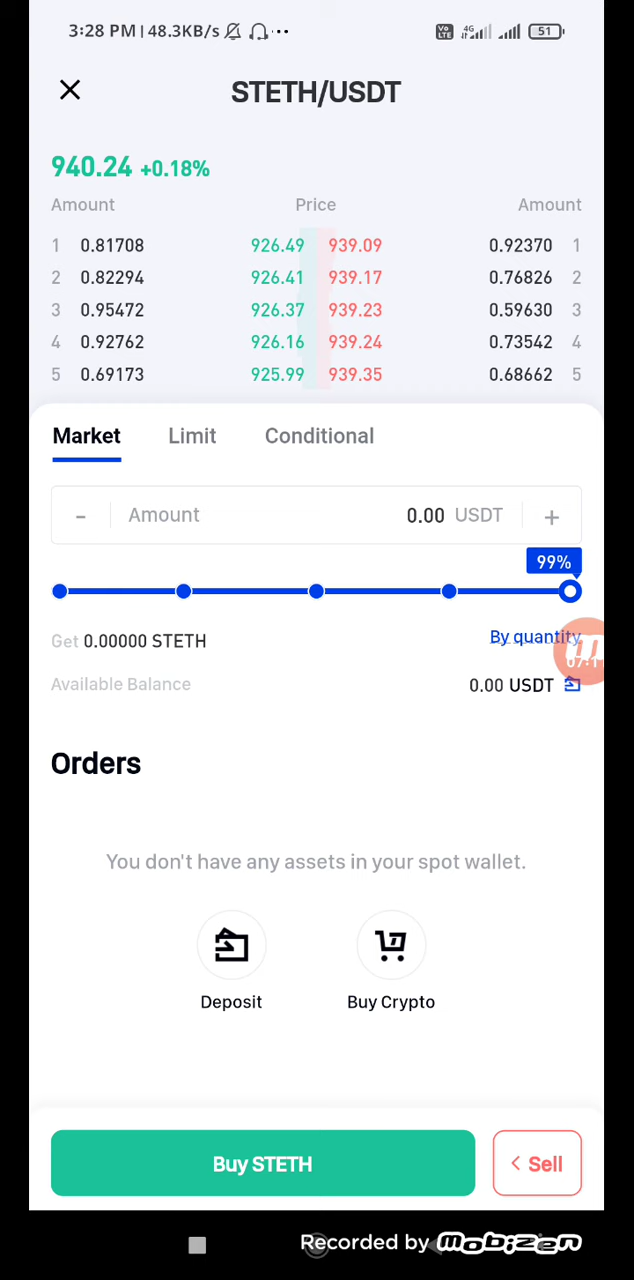 3:28 PM | 48.3KB/s
Vo LTE 4G 51
STETH/USDT
940.24 +0.18%
Amount Price Amount
1 0.81708 926.49 939.09 0.92370 1
2 0.82294 926.41 939.17 0.76826 2
3 0.95472 926.37 939.23 0.59630 3
4 0.92762 926.16 939.24 0.73542 4
5 0.69173 925.99 939.35 0.68662 5
Market Limit Conditional
- Amount 0.00 USDT +
99%
Get 0.00000 STETH By quantity
Available Balance 0.00 USDT
Orders
You don't have any assets in your spot wallet.
Deposit Buy Crypto
Buy STETH < Sell
Recorded by mobizen